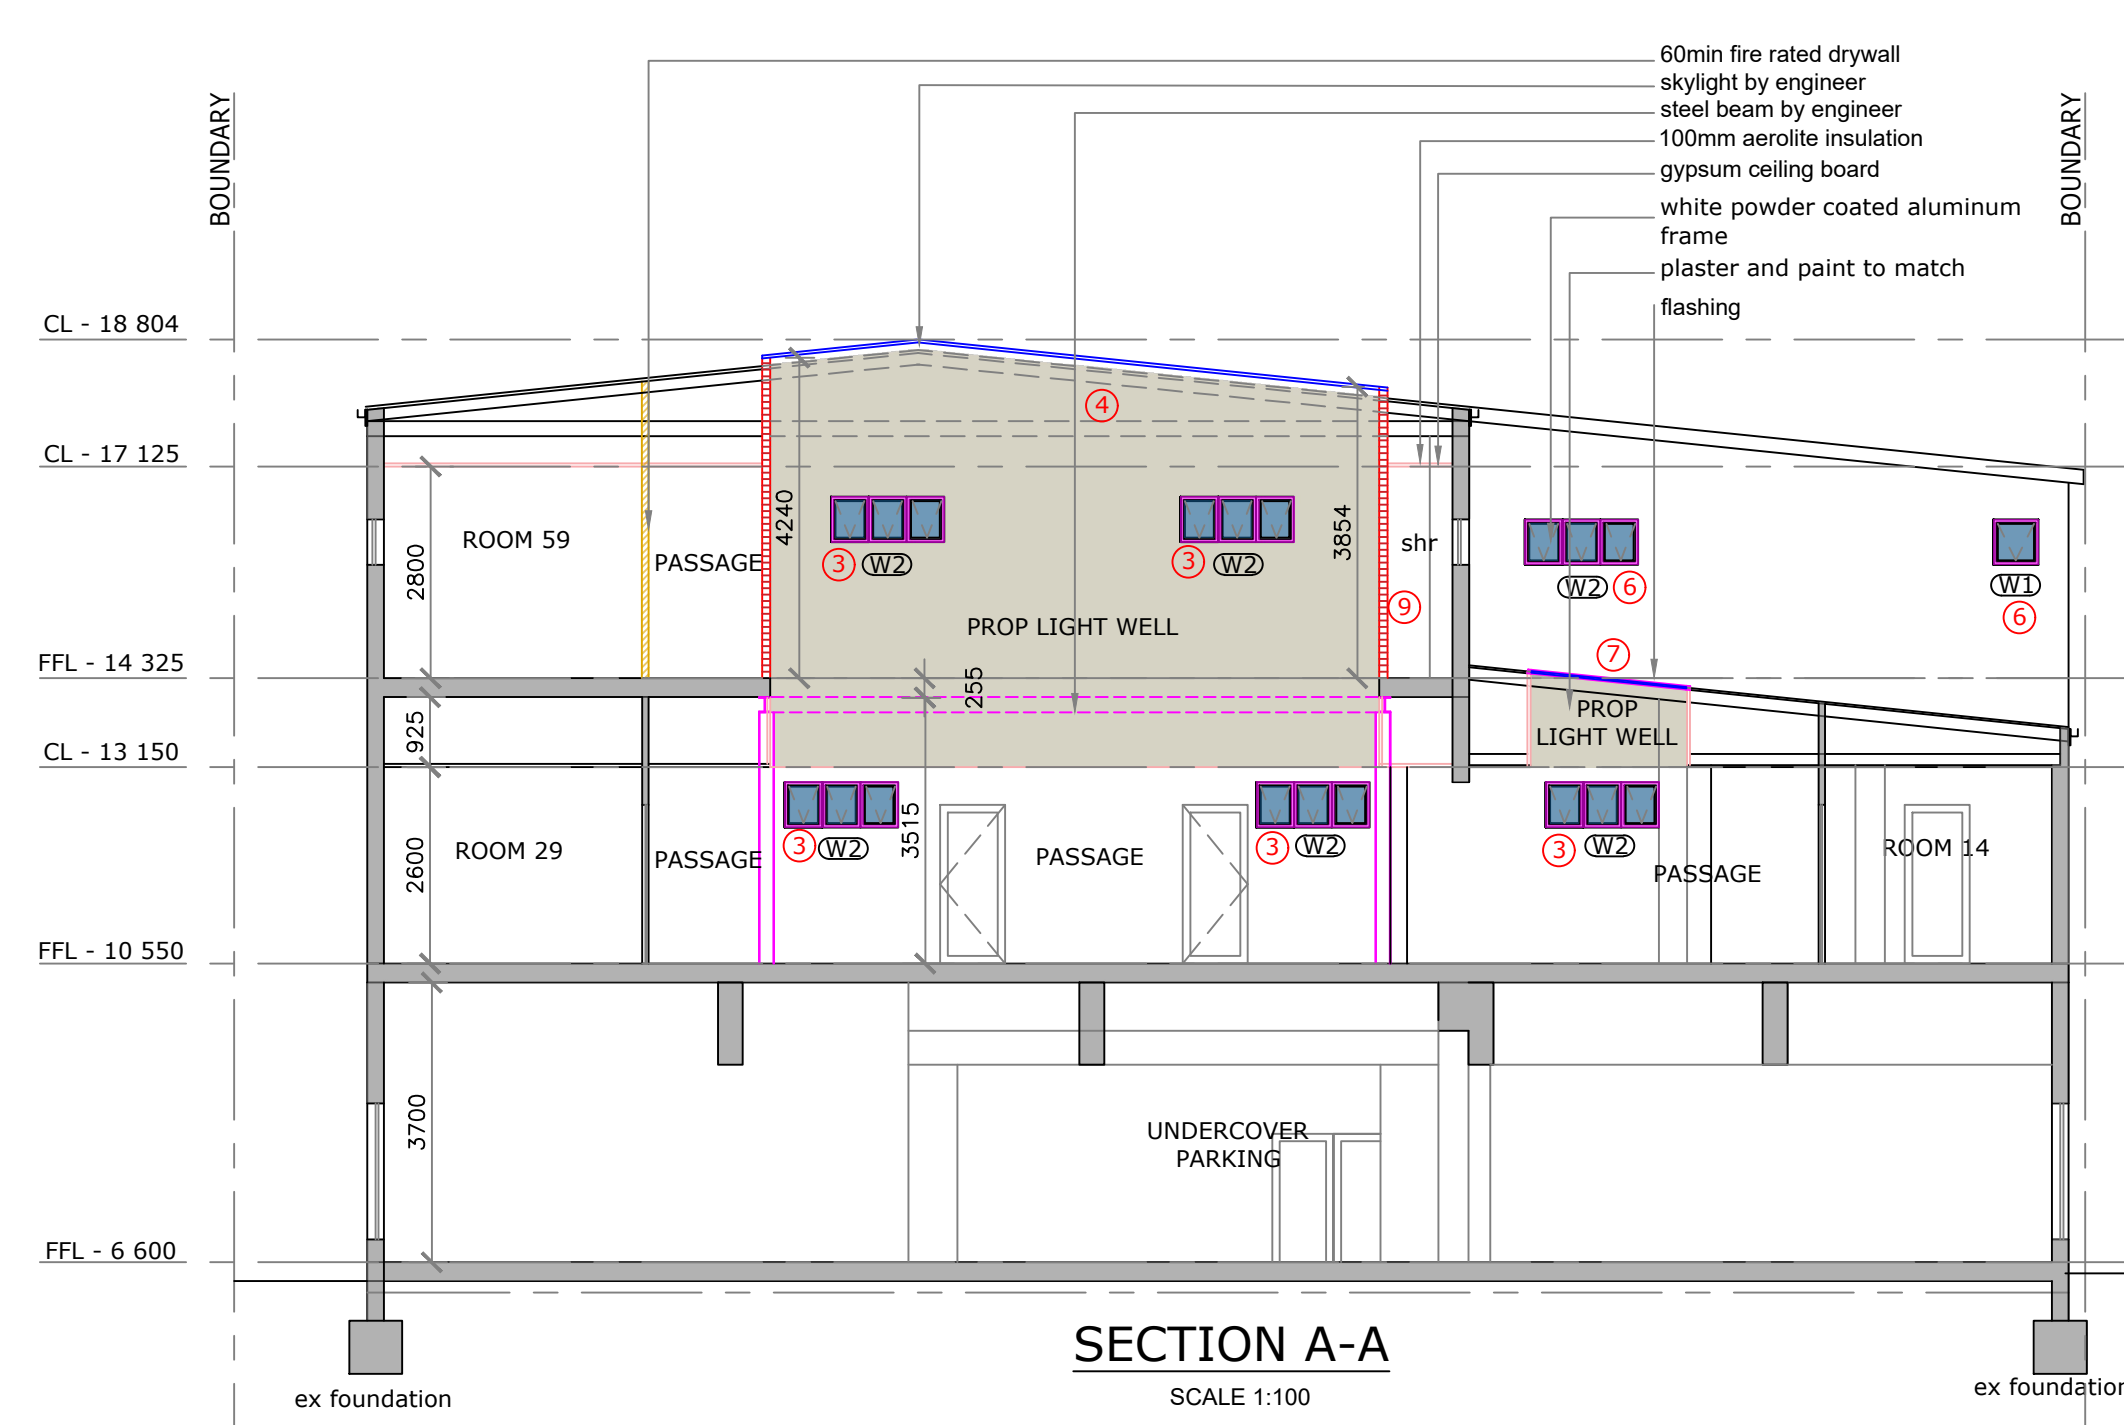 60min fire rated drywall
skylight by engineer
steel beam by engineer
100mm aerolite insulation
gypsum ceiling board
white powder coated aluminum
frame
plaster and paint to match
flashing
BOUNDARY
BOUNDARY
CL - 18 804
CL - 17 125
FFL - 14 325
CL - 13 150
FFL - 10 550
FFL - 6 600
4
2800
ROOM 59
PASSAGE
4240
3 W2
3 W2
3854
shr
9
W2 6
W1
6
PROP LIGHT WELL
7
255
925
PROP
LIGHT WELL
2600
ROOM 29
PASSAGE
3 W2
3515
PASSAGE
3 W2
3 W2
PASSAGE
ROOM 14
3700
UNDERCOVER
PARKING
SECTION A-A
SCALE 1:100
ex foundation
ex foundation